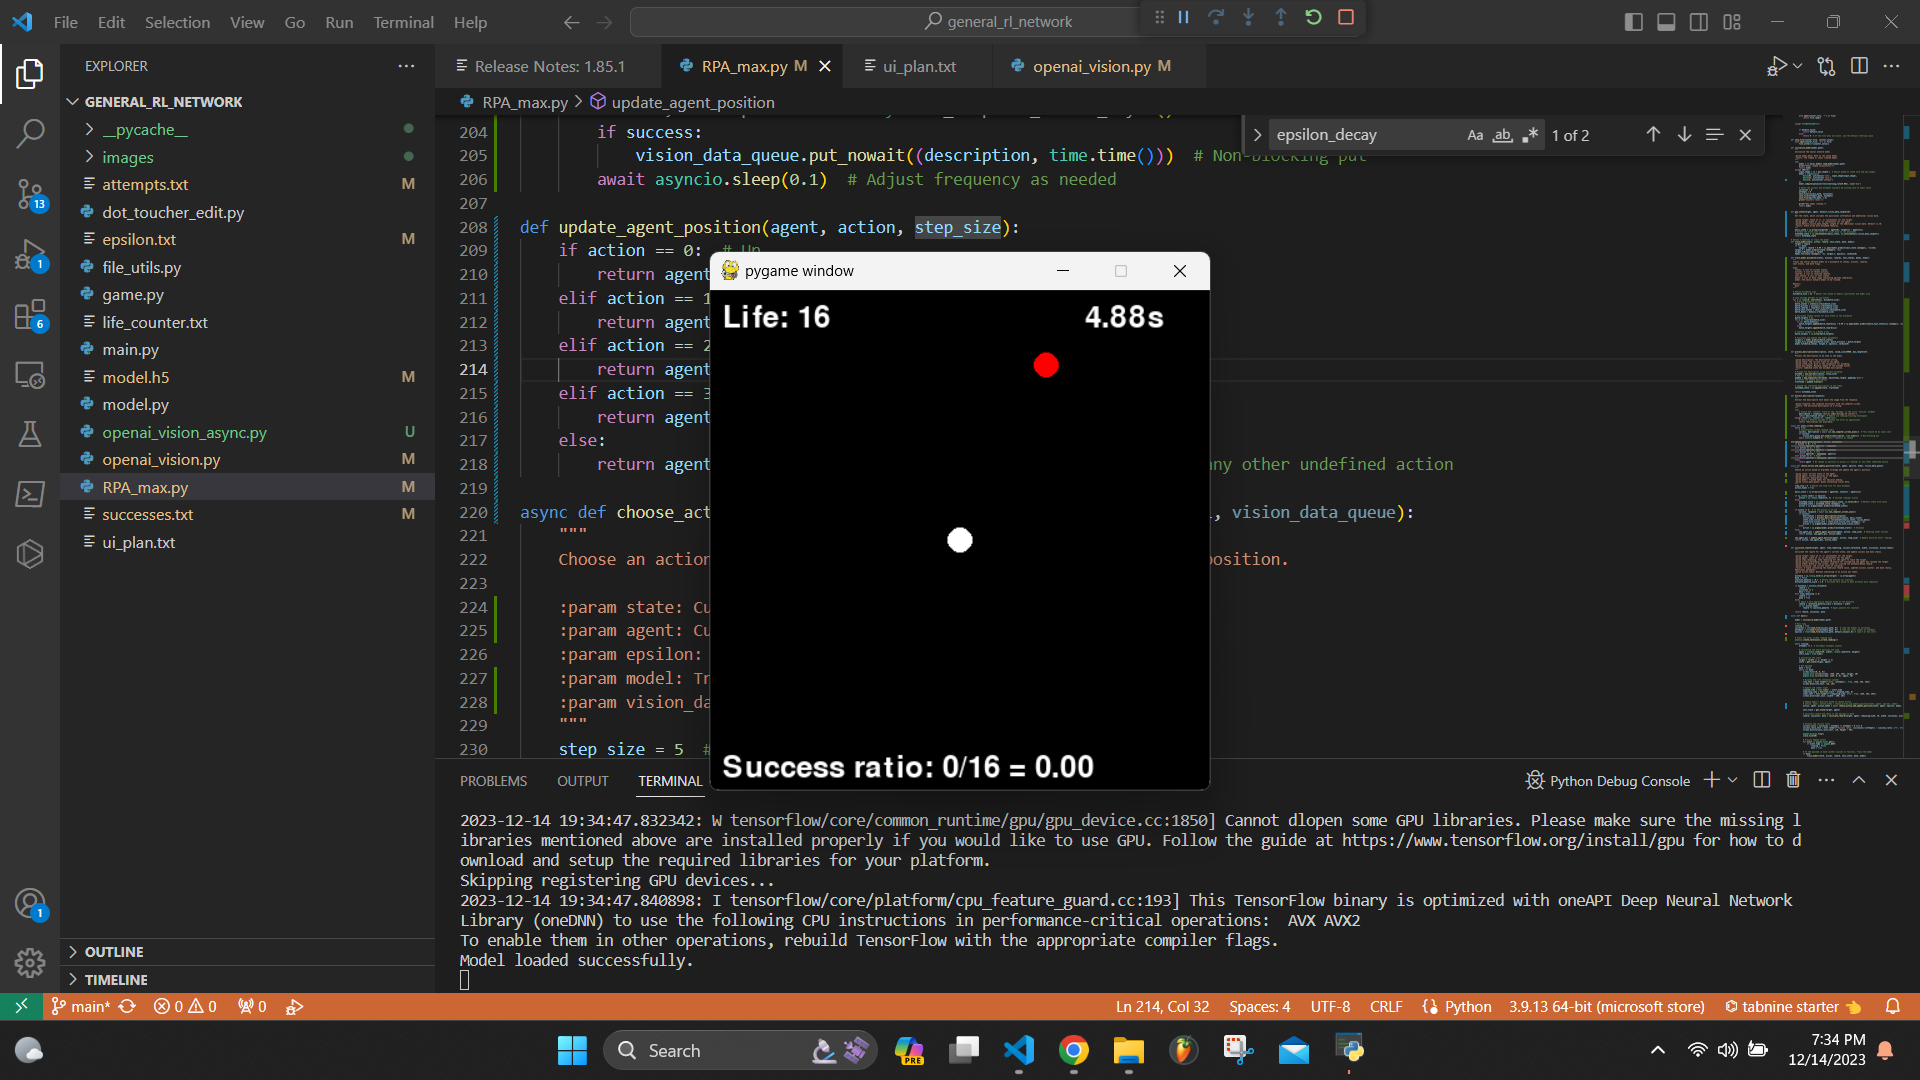 File Edit Selection View Go Run Terminal Help
general_rl_network
EXPLORER
Release Notes: 1.85.1
RPA_max.py M
ui_plan.txt
openai_vision.py M
GENERAL_RL_NETWORK
RPA_max.py > update_agent_position
__pycache__
images
attempts.txt M
dot_toucher_edit.py
epsilon.txt M
file_utils.py
game.py
life_counter.txt
main.py
model.h5 M
model.py
openai_vision_async.py U
openai_vision.py M
RPA_max.py M
successes.txt M
ui_plan.txt
OUTLINE
TIMELINE
13
1
6
1
epsilon_decay
Aa ab 1 of 2
204 if success:
205 vision_data_queue.put_nowait((description, time.time())) # Non-blocking put
206 await asyncio.sleep(0.1) # Adjust frequency as needed
207
208 def update_agent_position(agent, action, step_size):
209 if action == 0: # Up
210 return agent
211 elif action == 1
212 return agent
213 elif action == 2
214 return agent
215 elif action == 3
216 return agent
217 else:
218 return agent any other undefined action
219
220 async def choose_act , vision_data_queue):
221 """
222 Choose an action position.
223
224 :param state: Cu
225 :param agent: Cu
226 :param epsilon:
227 :param model: Tr
228 :param vision_da
229 """
230 step_size = 5 #
pygame window
Life: 16
4.88s
Success ratio: 0/16 = 0.00
PROBLEMS OUTPUT TERMINAL
Python Debug Console
2023-12-14 19:34:47.832342: W tensorflow/core/common_runtime/gpu/gpu_device.cc:1850] Cannot dlopen some GPU libraries. Please make sure the missing l
ibraries mentioned above are installed properly if you would like to use GPU. Follow the guide at https://www.tensorflow.org/install/gpu for how to d
ownload and setup the required libraries for your platform.
Skipping registering GPU devices...
2023-12-14 19:34:47.840898: I tensorflow/core/platform/cpu_feature_guard.cc:193] This TensorFlow binary is optimized with oneAPI Deep Neural Network
Library (oneDNN) to use the following CPU instructions in performance-critical operations:  AVX AVX2
To enable them in other operations, rebuild TensorFlow with the appropriate compiler flags.
Model loaded successfully.
main* 0 0 0
Ln 214, Col 32 Spaces: 4 UTF-8 CRLF Python 3.9.13 64-bit (microsoft store) tabnine starter
Search
PRE
7:34 PM
12/14/2023